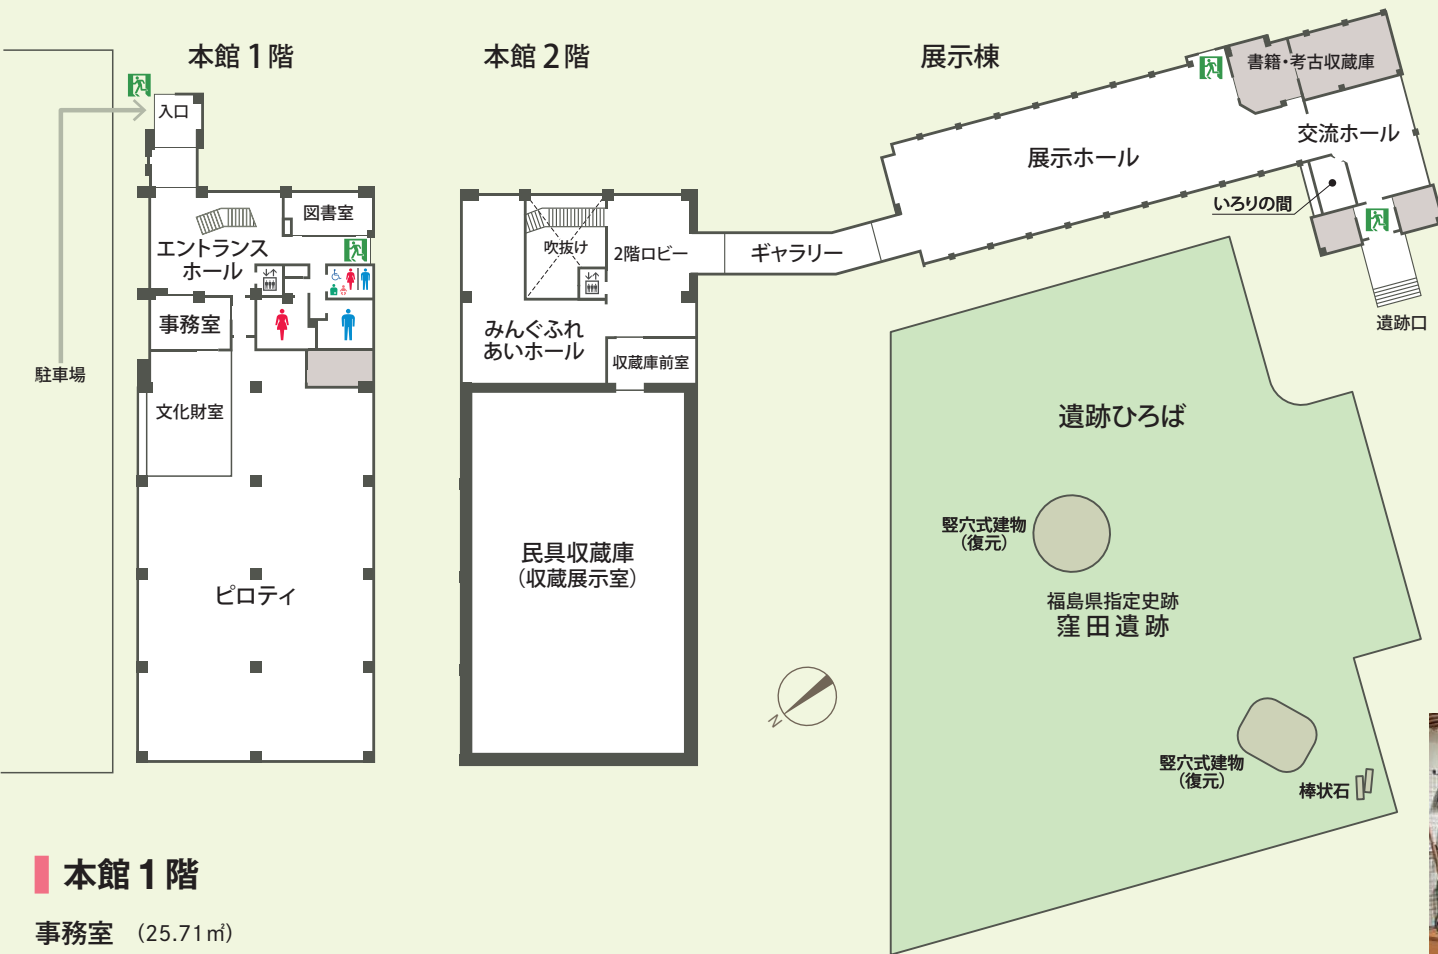 本館1階
本館2階
展示棟
入口
図書室
エントランス
ホール
事務室
駐車場
文化財室
ピロティ
吹抜け
2階ロビー
ギャラリー
みんぐふれ
あいホール
収蔵庫前室
民具収蔵庫
（収蔵展示室）
書籍・考古収蔵庫
交流ホール
展示ホール
いろりの間
遺跡口
遺跡ひろば
竪穴式建物
（復元）
福島県指定史跡
窪田遺跡
N
竪穴式建物
（復元）
棒状石
本館1階
事務室 （25.71㎡）